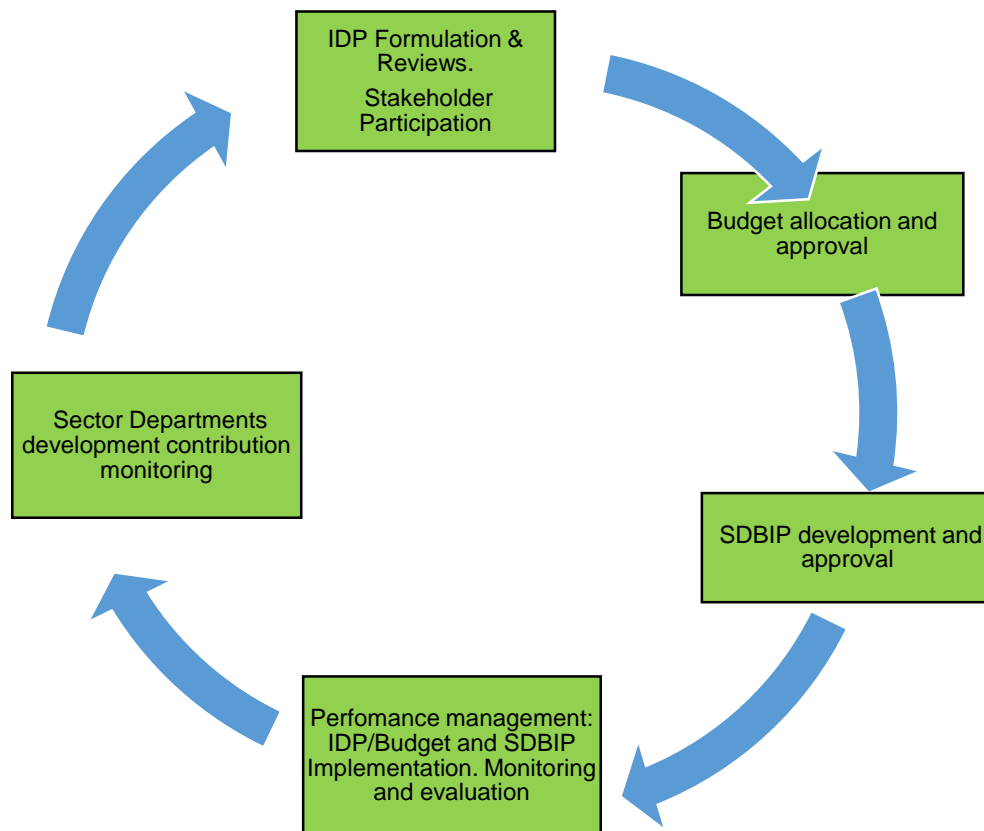 IDP Formulation &
Reviews.
Stakeholder
Participation
Budget allocation and
approval
SDBIP development and
approval
Perfomance management:
IDP/Budget and SDBIP
Implementation. Monitoring
and evaluation
Sector Departments
development contribution
monitoring